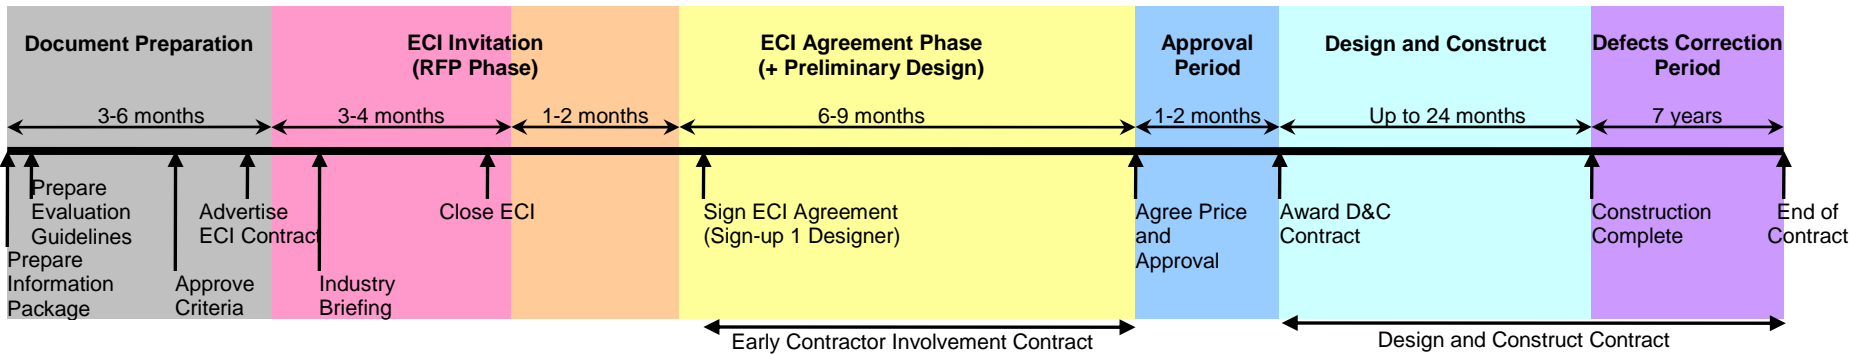 Document Preparation
ECI Invitation
(RFP Phase)
ECI Agreement Phase
(+ Preliminary Design)
Approval
Period
Design and Construct
Defects Correction
Period
3-6 months
3-4 months
1-2 months
6-9 months
1-2 months
Up to 24 months
7 years
Prepare
Evaluation
Guidelines
Prepare
Information
Package
Approve
Criteria
Advertise
ECI Contract
Industry
Briefing
Close ECI
Sign ECI Agreement
(Sign-up 1 Designer)
Agree Price
and
Approval
Award D&C
Contract
Construction
Complete
End of
Contract
Early Contractor Involvement Contract
Design and Construct Contract